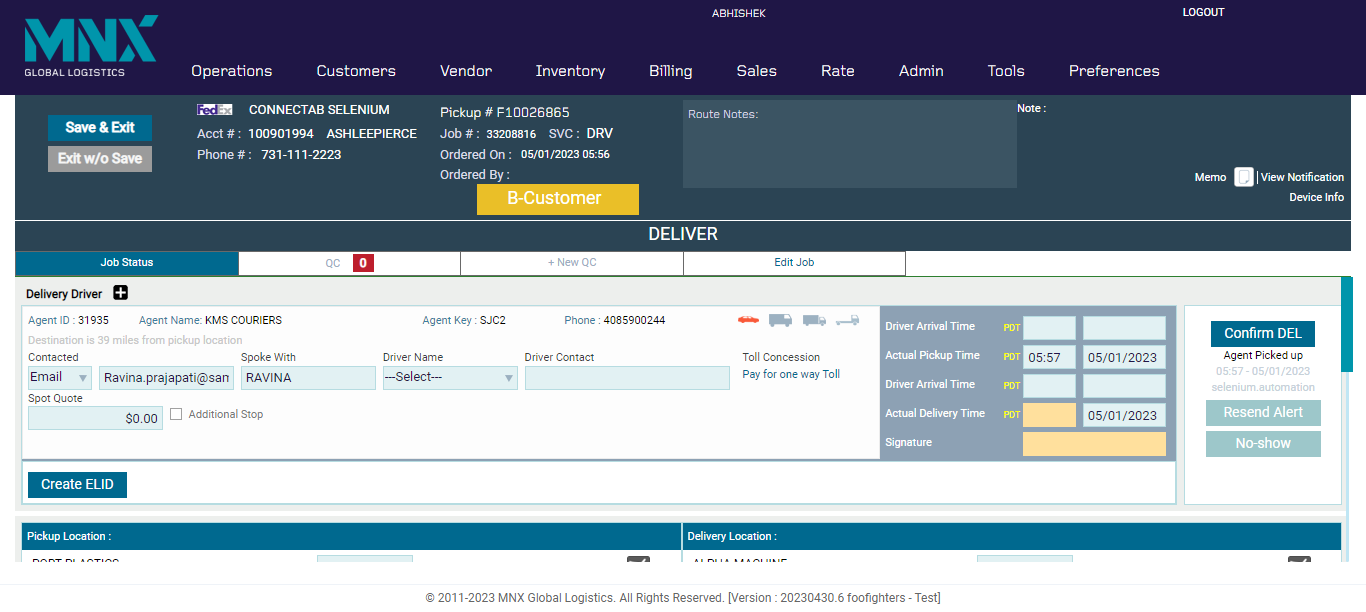 ABHISHEK
LOGOUT
MNX
GLOBAL LOGISTICS
Operations Customers Vendor Inventory Billing Sales Rate Admin Tools Preferences
Save & Exit
Exit w/o Save
FedEx CONNECTAB SELENIUM
Acct # : 100901994 ASHLEEPIERCE
Phone # : 731-111-2223
Pickup # F10026865
Job # : 33208816 SVC : DRV
Ordered On : 05/01/2023 05:56
Ordered By :
B-Customer
Route Notes:
Note :
Memo | View Notification
Device Info
DELIVER
Job Status QC 0 + New QC Edit Job
Delivery Driver
Agent ID : 31935 Agent Name: KMS COURIERS Agent Key : SJC2 Phone : 4085900244
Destination is 39 miles from pickup location
Contacted Spoke With Driver Name Driver Contact Toll Concession
Email Ravina.prajapati@sam RAVINA ---Select--- Pay for one way Toll
Spot Quote
$0.00 Additional Stop
Driver Arrival Time PDT
Actual Pickup Time PDT 05:57 05/01/2023
Driver Arrival Time PDT
Actual Delivery Time PDT 05/01/2023
Signature
Confirm DEL
Agent Picked up
05:57 - 05/01/2023
selenium.automation
Resend Alert
No-show
Create ELID
Pickup Location : Delivery Location :
PORT PLASTICS ALPHA MACHINE
© 2011-2023 MNX Global Logistics. All Rights Reserved. [Version : 20230430.6 foofighters - Test]